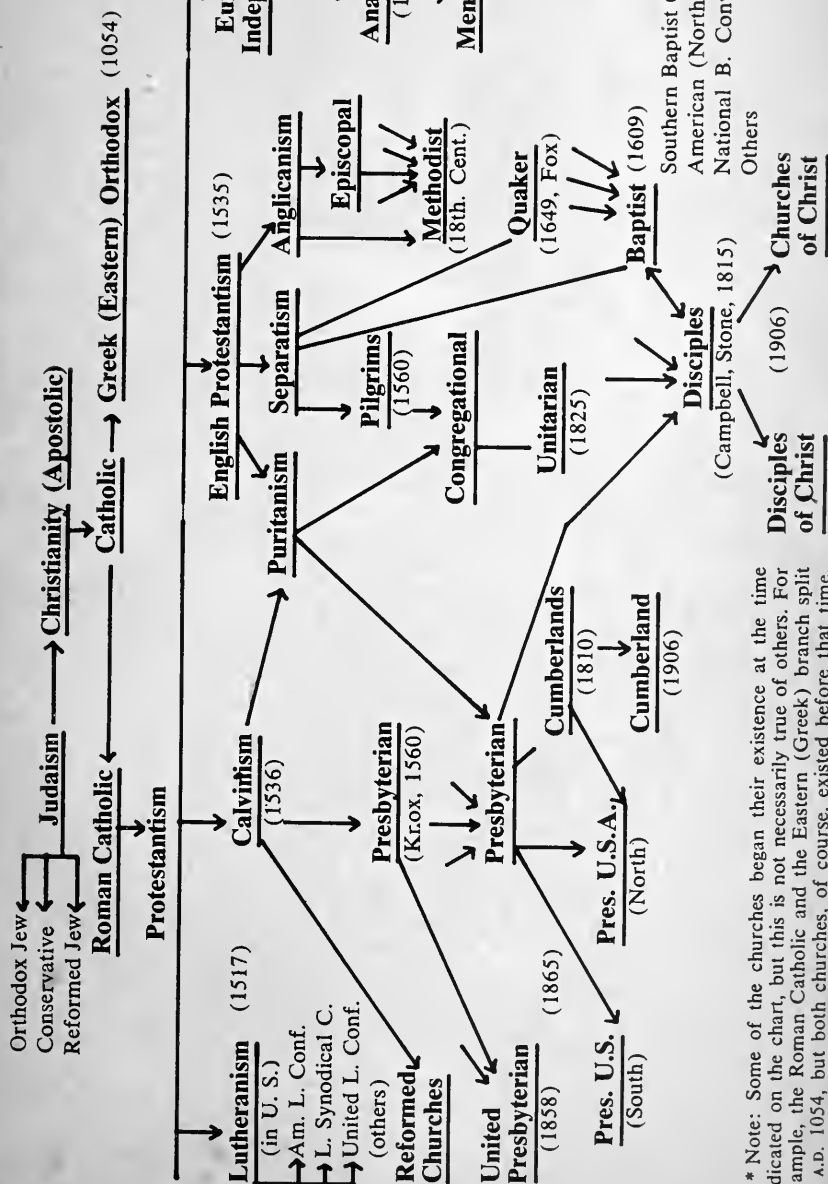 Orthodox Jew
Conservative
Reformed Jew
Judaism
Christianity (Apostolic)
Roman Catholic
Catholic
Greek (Eastern) Orthodox (1054)
Protestantism
Lutheranism (1517)
(in U. S.)
Am. L. Conf.
L. Synodical C.
United L. Conf.
(others)
Calvinism
(1536)
English Protestantism (1535)
Puritanism
Separatism
Anglicanism
Episcopal
Methodist
(18th. Cent.)
Pilgrims
(1560)
Congregational
Unitarian
(1825)
Quaker
(1649, Fox)
Baptist (1609)
Southern Baptist
American (North
National B.
Others
Reformed
Churches
Presbyterian
(Knox, 1560)
United
Presbyterian
(1858)
Presbyterian
(1865)
Pres. U.S.
(South)
Pres. U.S.A.
(North)
Cumberlands
(1810)
Cumberland
(1906)
Disciples
(Campbell, Stone, 1815)
(1906)
Disciples
of Christ
Churches
of Christ
* Note: Some of the churches began their existence at the time
dicated on the chart, but this is not necessarily true of others. For
ample, the Roman Catholic and the Eastern (Greek) branch split
A.D. 1054, but both churches, of course, existed before that time.